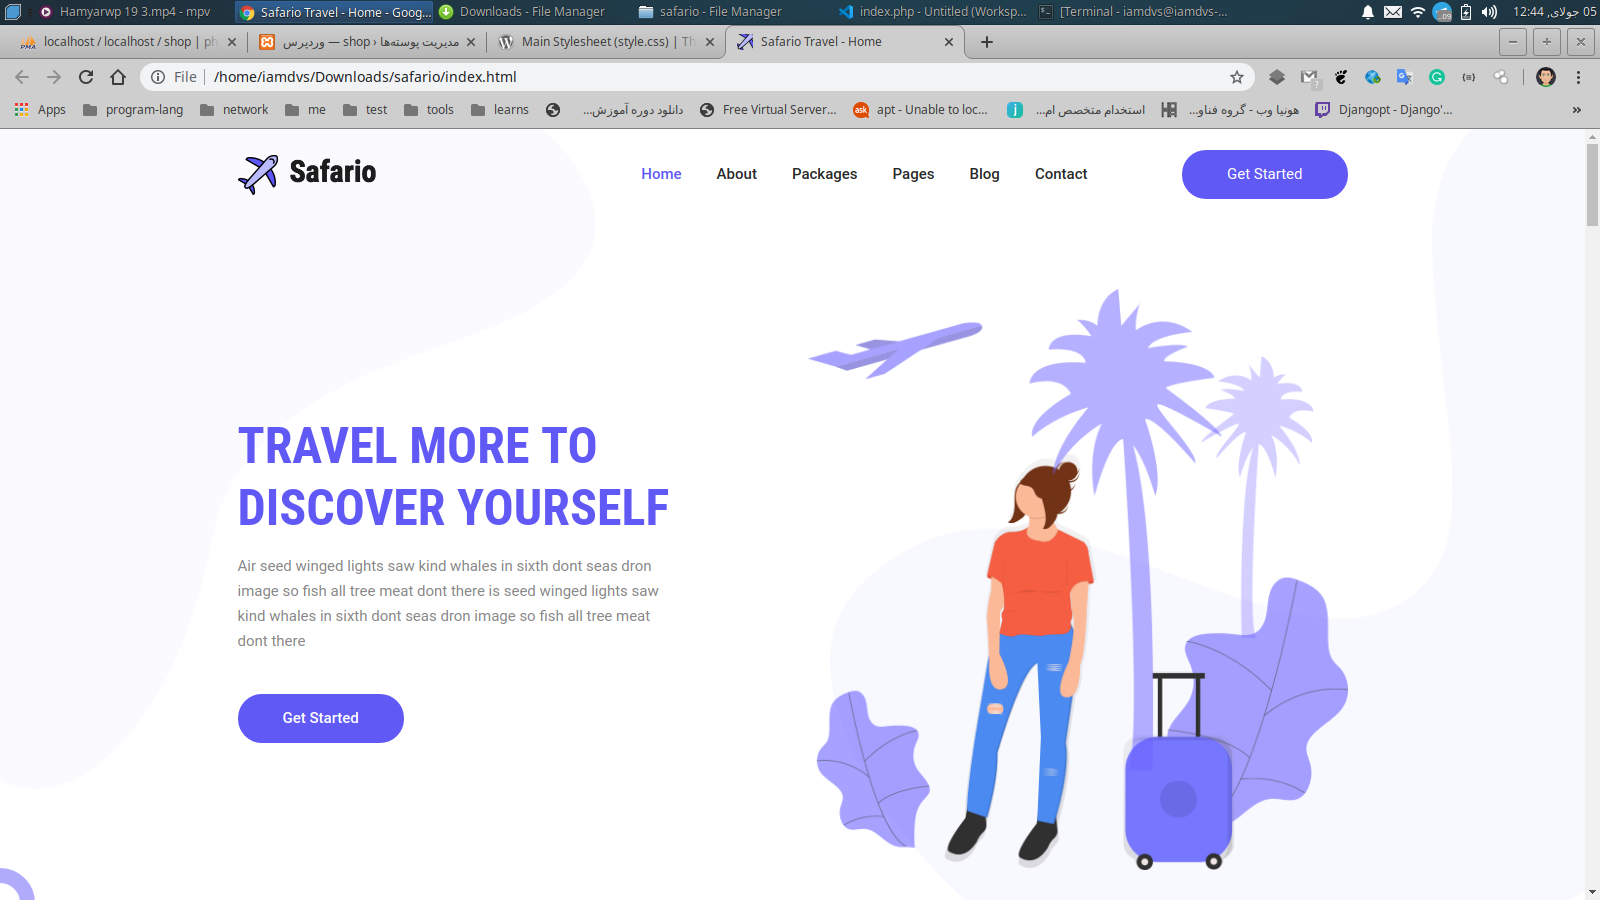 Hamyarwp 19 3.mp4 - mpv
Safario Travel - Home - Goog...
Downloads - File Manager
safario - File Manager
index.php - Untitled (Worksp...
[Terminal - iamdvs@iamdvs-...
05 جولای, 12:44
localhost / localhost / shop | ph
مدیریت پوسته‌ها ‹ shop — وردپرس
Main Stylesheet (style.css) | Th
Safario Travel - Home
File
/home/iamdvs/Downloads/safario/index.html
Apps
program-lang
network
me
test
tools
learns
دانلود دوره آموزش...
Free Virtual Server...
apt - Unable to loc...
استخدام متخصص ام...
هونیا وب - گروه فناو...
Djangopt - Django'...
»
Safario
Home
About
Packages
Pages
Blog
Contact
Get Started
TRAVEL MORE TO
DISCOVER YOURSELF
Air seed winged lights saw kind whales in sixth dont seas dron
image so fish all tree meat dont there is seed winged lights saw
kind whales in sixth dont seas dron image so fish all tree meat
dont there
Get Started